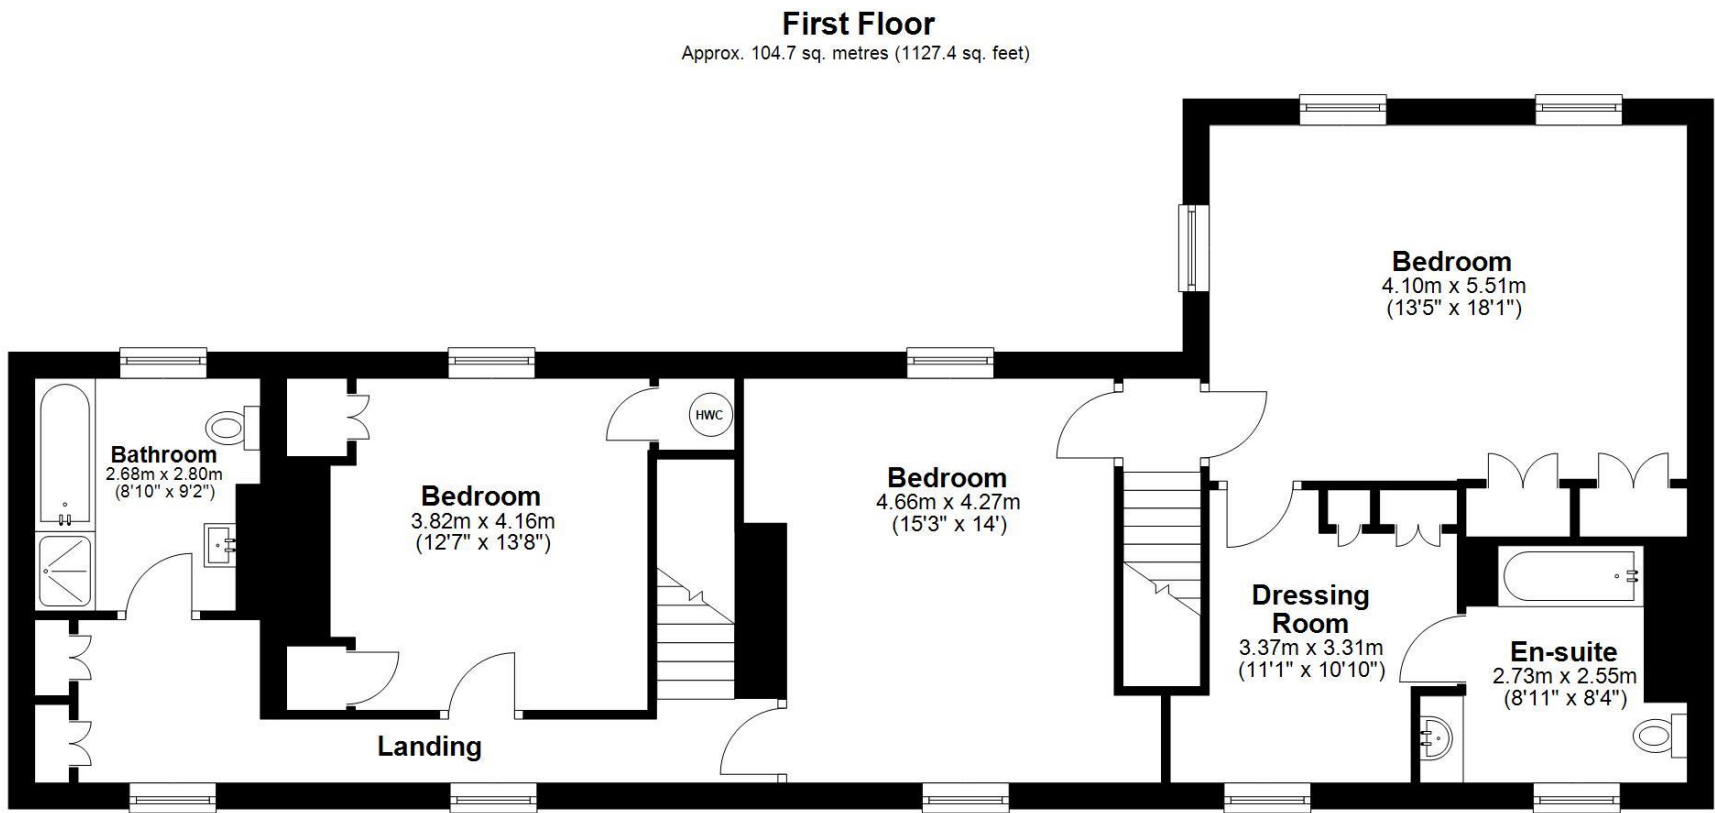 First Floor
Approx. 104.7 sq. metres (1127.4 sq. feet)
Bedroom
4.10m x 5.51m
(13'5" x 18'1")
HWC
Bathroom
2.68m x 2.80m
(8'10" x 9'2")
Bedroom
3.82m x 4.16m
(12'7" x 13'8")
Bedroom
4.66m x 4.27m
(15'3" x 14')
Dressing
Room
3.37m x 3.31m
(11'1" x 10'10")
En-suite
2.73m x 2.55m
(8'11" x 8'4")
Landing